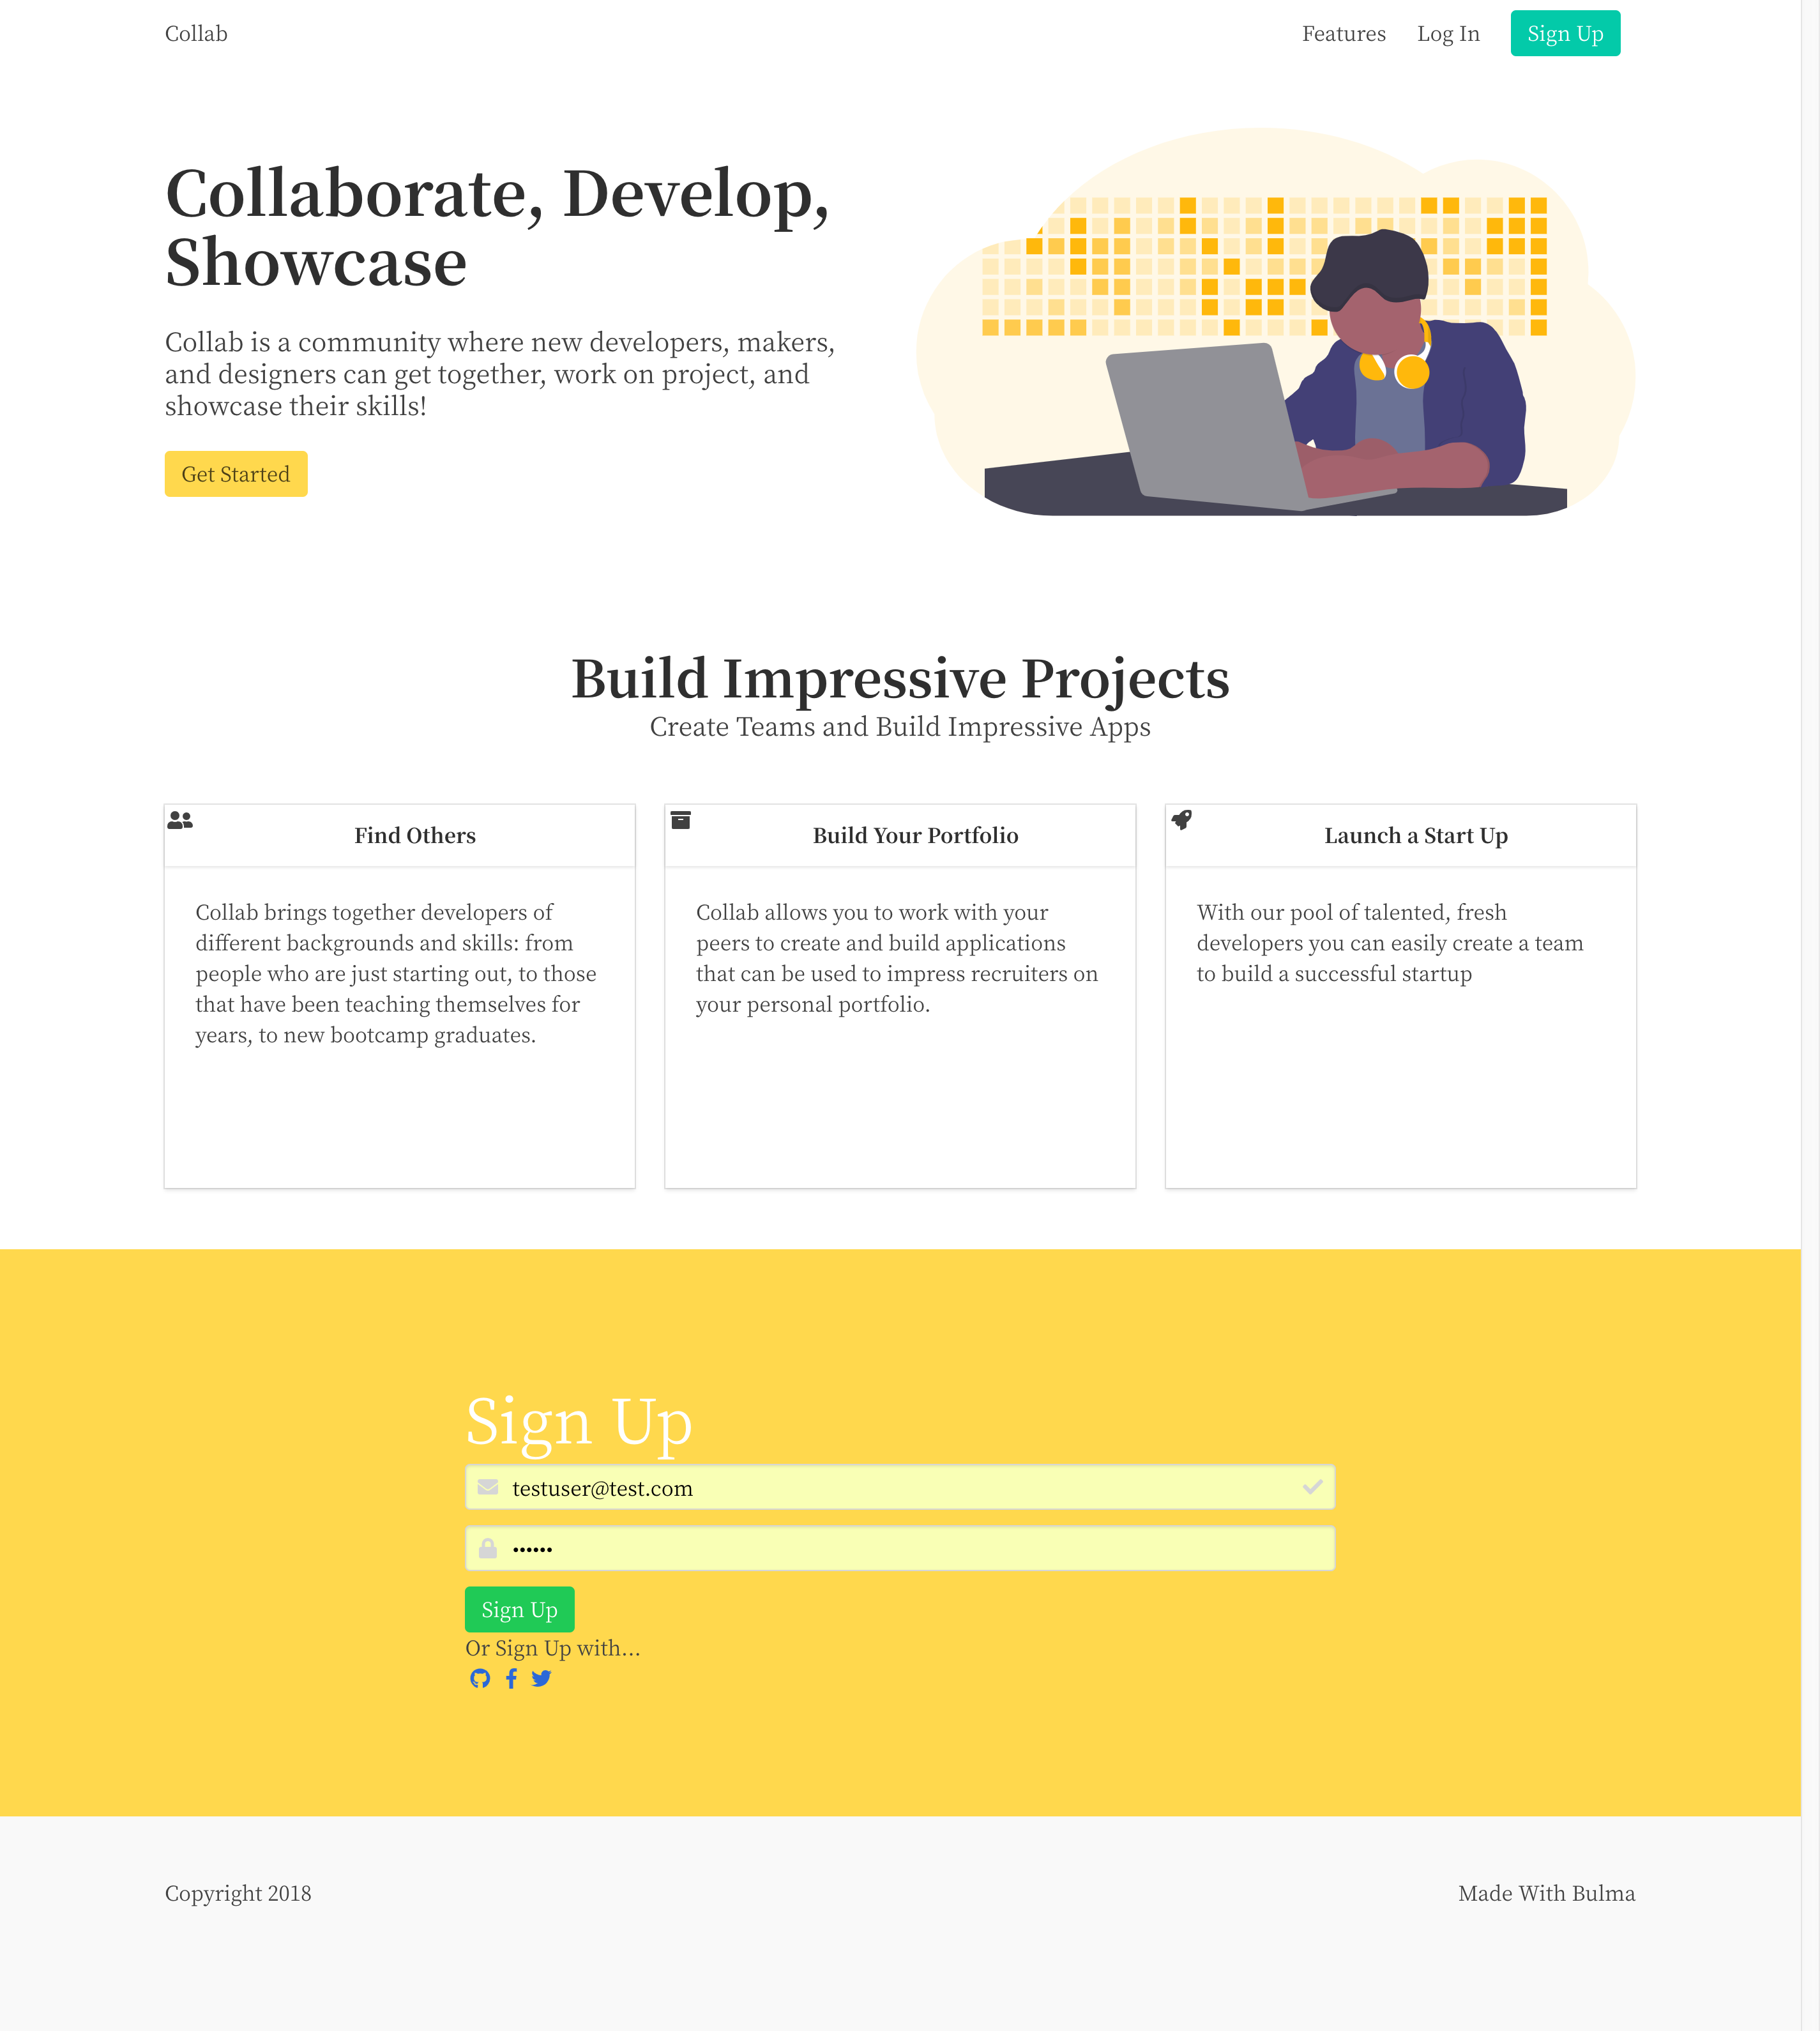 Collab
Features
Log In
Sign Up
Collaborate, Develop,
Showcase
Collab is a community where new developers, makers,
and designers can get together, work on project, and
showcase their skills!
Get Started
Build Impressive Projects
Create Teams and Build Impressive Apps
Find Others
Collab brings together developers of
different backgrounds and skills: from
people who are just starting out, to those
that have been teaching themselves for
years, to new bootcamp graduates.
Build Your Portfolio
Collab allows you to work with your
peers to create and build applications
that can be used to impress recruiters on
your personal portfolio.
Launch a Start Up
With our pool of talented, fresh
developers you can easily create a team
to build a successful startup
Sign Up
testuser@test.com
••••••
Sign Up
Or Sign Up with...
Copyright 2018
Made With Bulma